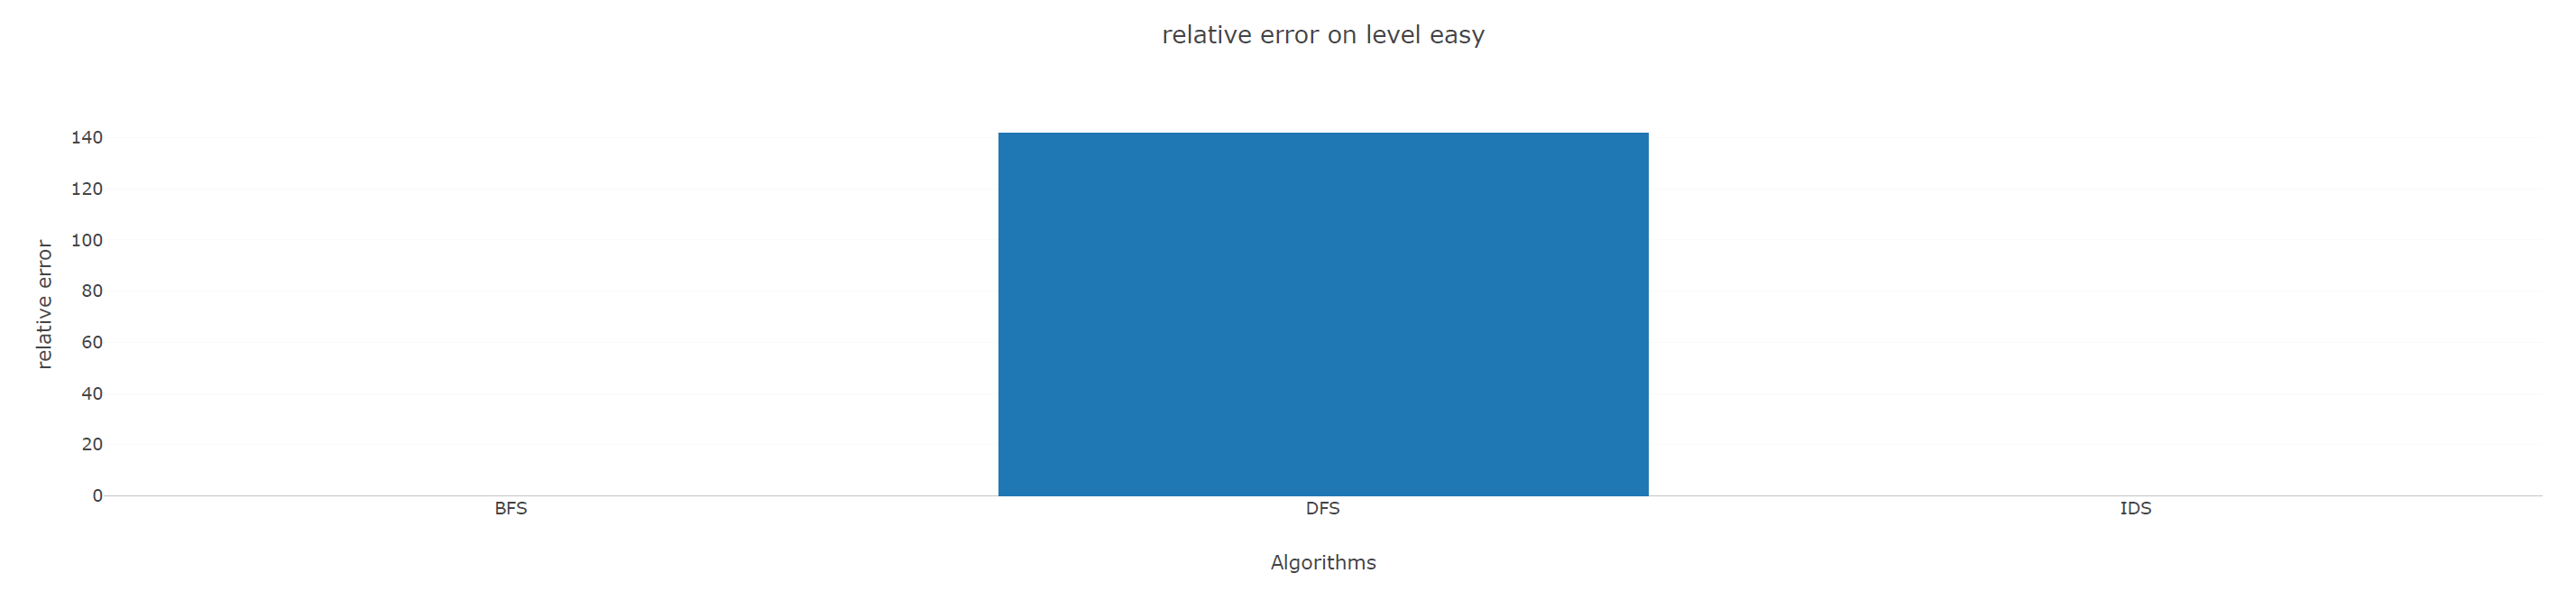 relative error on level easy
140
120
100
80
60
40
20
0
relative error
BFS
DFS
IDS
Algorithms